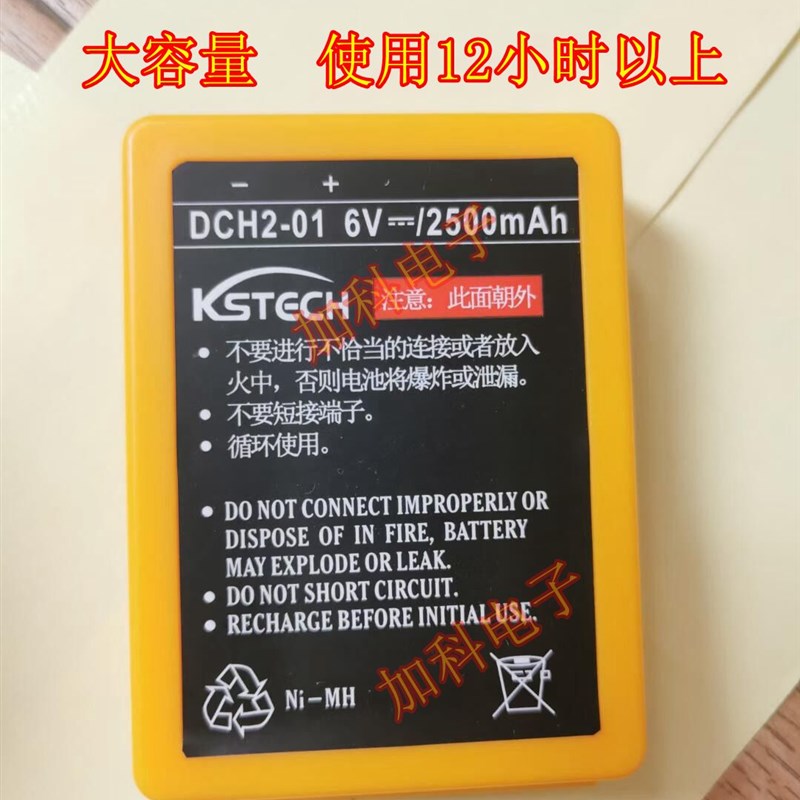 大容量 使用12小时以上
− +
DCH2-01 6V⎓/2500mAh
KSTECH 注意：此面朝外
加科电子
• 不要进行不恰当的连接或者放入
火中，否则电池将爆炸或泄漏。
• 不要短接端子。
• 循环使用。
• DO NOT CONNECT IMPROPERLY OR
DISPOSE OF IN FIRE, BATTERY
MAY EXPLODE OR LEAK.
• DO NOT SHORT CIRCUIT.
• RECHARGE BEFORE INITIAL USE.
加科电子
Ni-MH